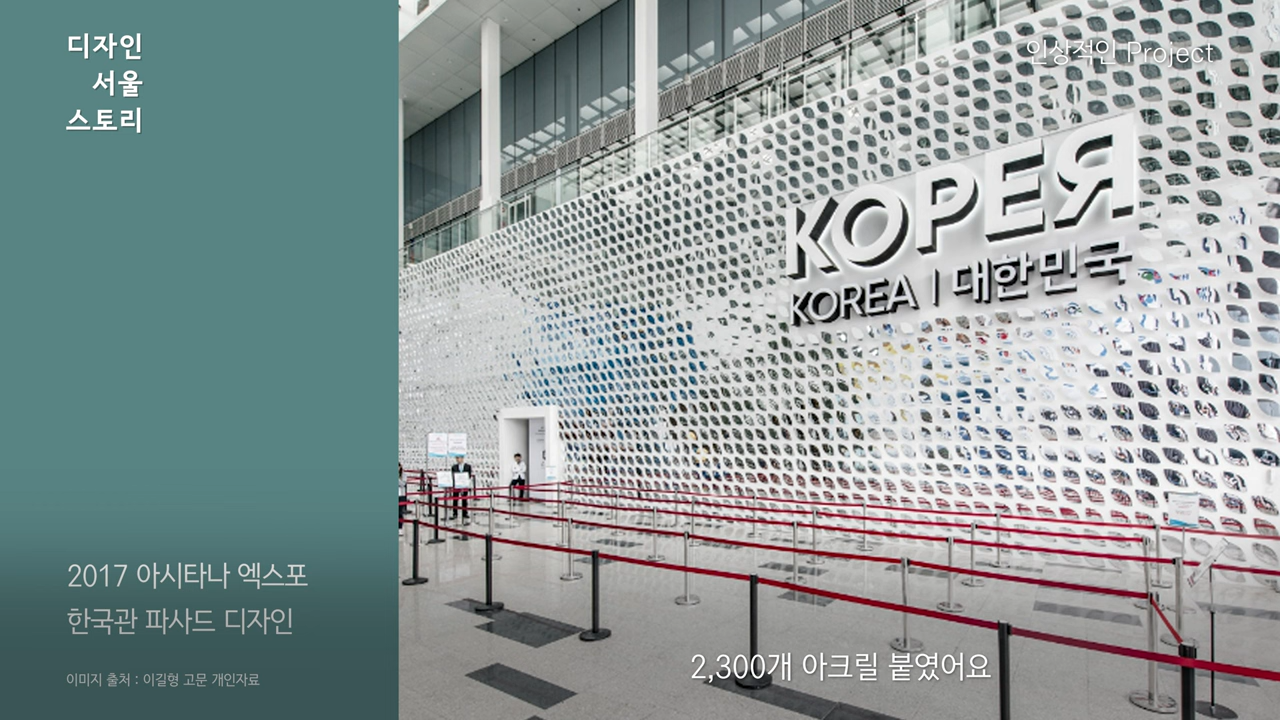 디자인
서울
스토리
인상적인 Project
KOPEЯ
KOREA | 대한민국
2017 아시타나 엑스포
한국관 파사드 디자인
이미지 출처 : 이길형 고문 개인자료
2,300개 아크릴 붙였어요